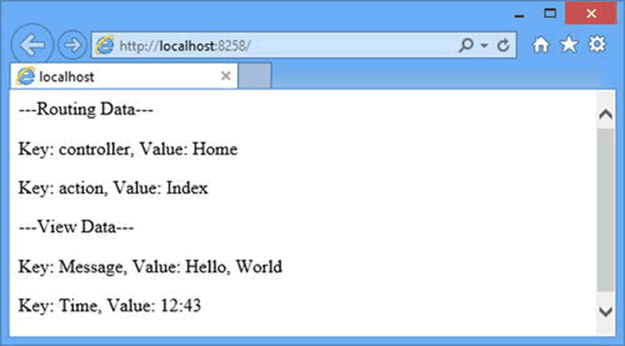 http://localhost:8258/
localhost
---Routing Data---
Key: controller, Value: Home
Key: action, Value: Index
---View Data---
Key: Message, Value: Hello, World
Key: Time, Value: 12:43